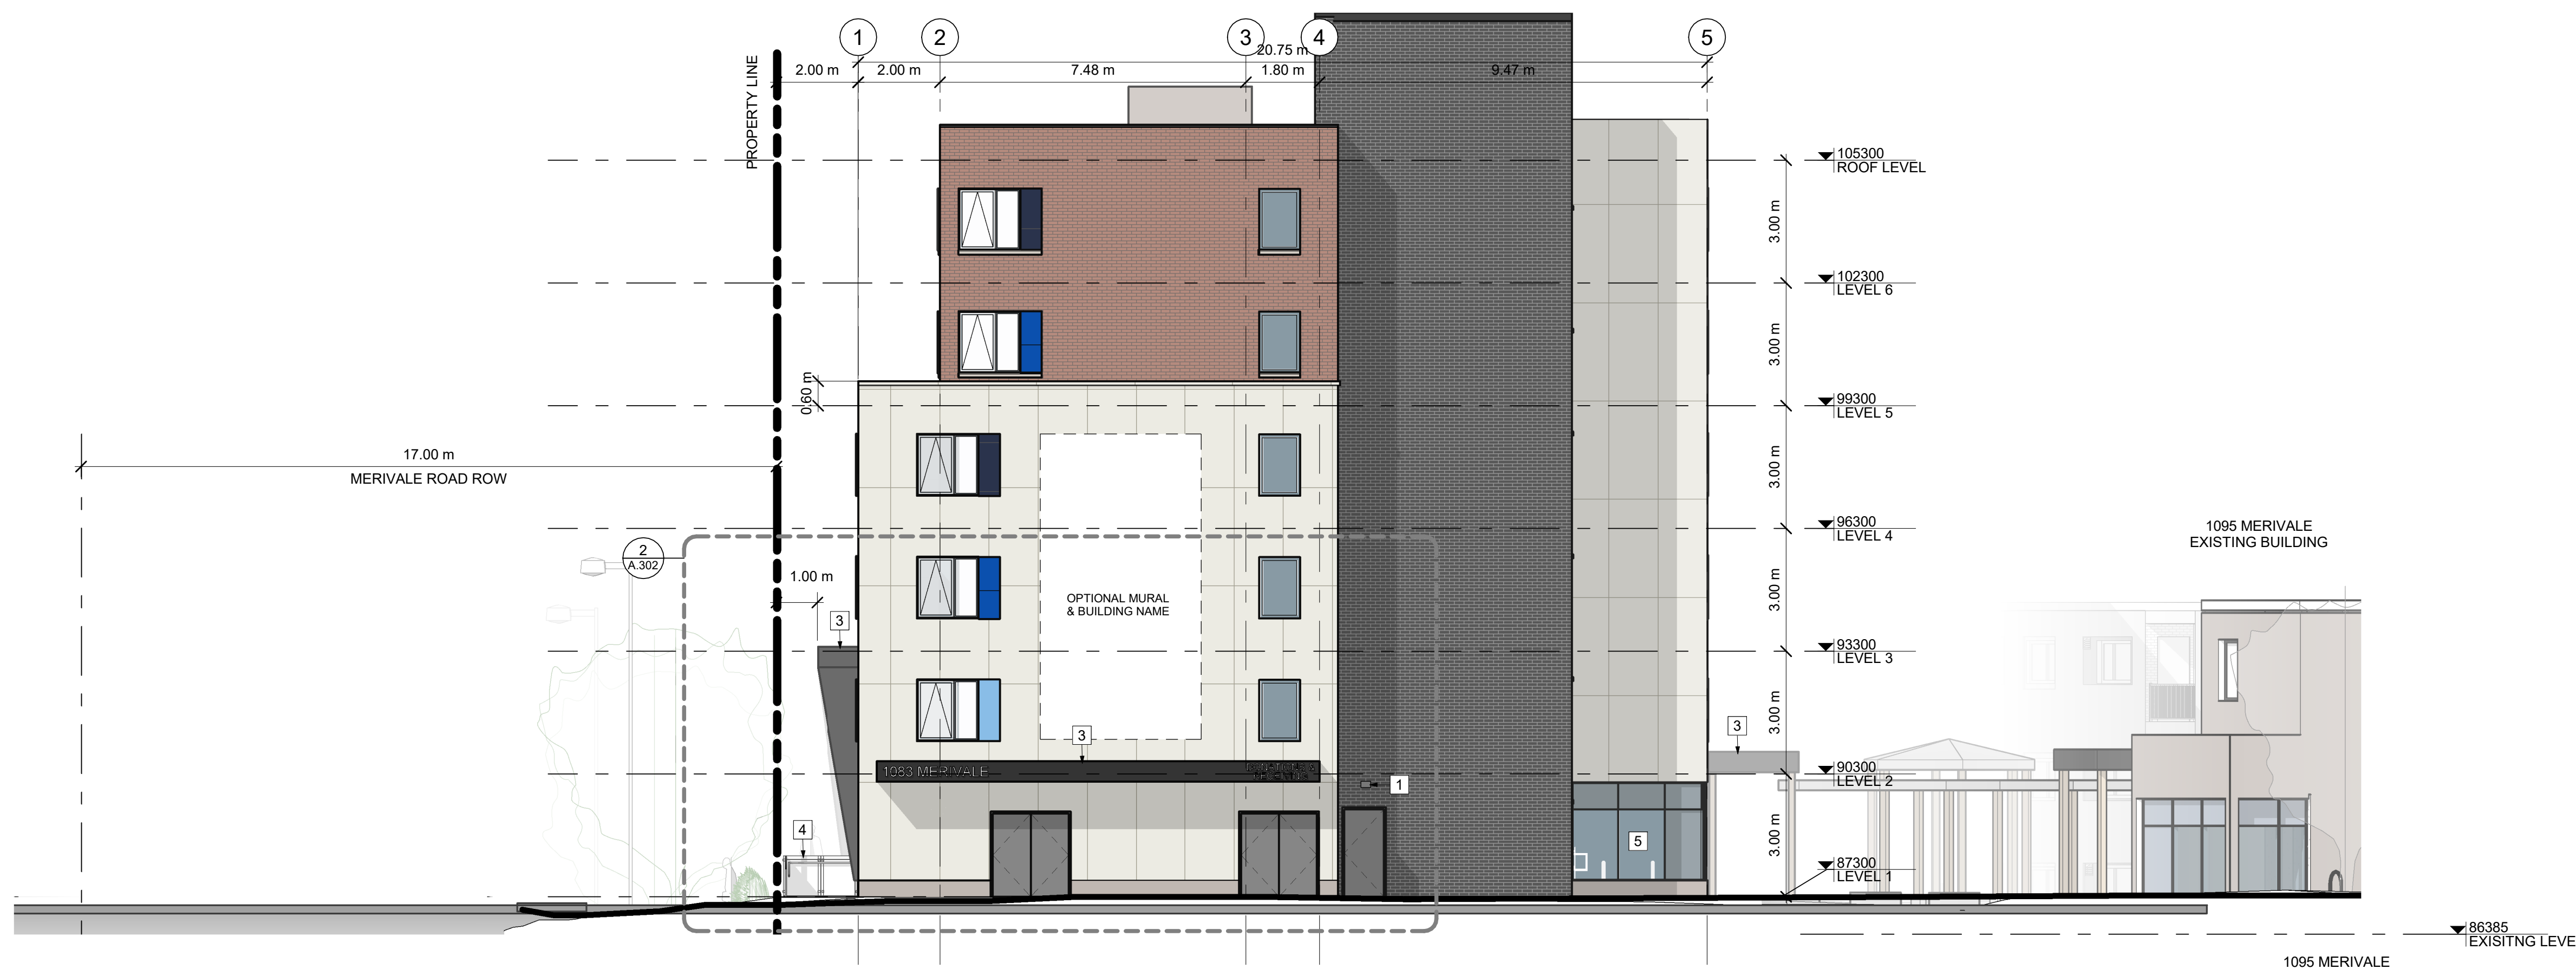 1
2
3
4
5
20.75 m
2.00 m
2.00 m
7.48 m
1.80 m
9.47 m
PROPERTY LINE
105300
ROOF LEVEL
3.00 m
102300
LEVEL 6
3.00 m
0.60 m
99300
LEVEL 5
17.00 m
MERIVALE ROAD ROW
3.00 m
96300
LEVEL 4
1095 MERIVALE
EXISTING BUILDING
2
A.302
1.00 m
3.00 m
OPTIONAL MURAL
& BUILDING NAME
3
93300
LEVEL 3
3.00 m
3
3
1083 MERIVALE
90300
LEVEL 2
1
3.00 m
4
5
87300
LEVEL 1
86385
EXISITNG LEVE
1095 MERIVALE